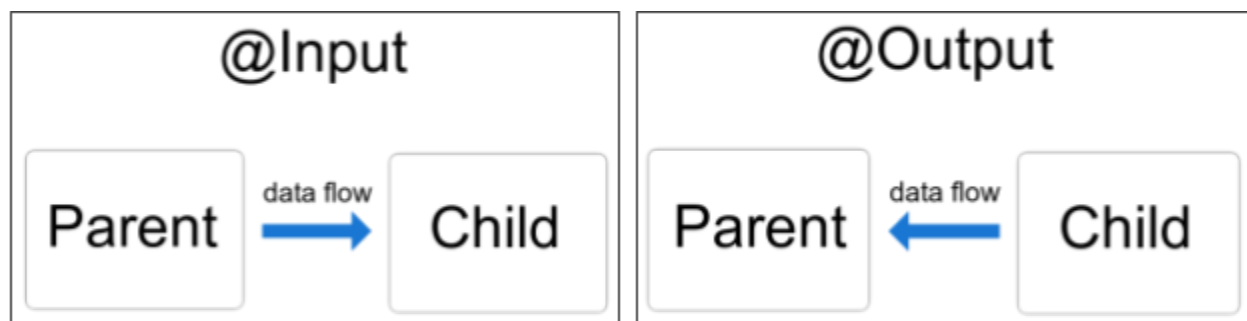 @Input
Parent
data flow
Child
@Output
Parent
data flow
Child